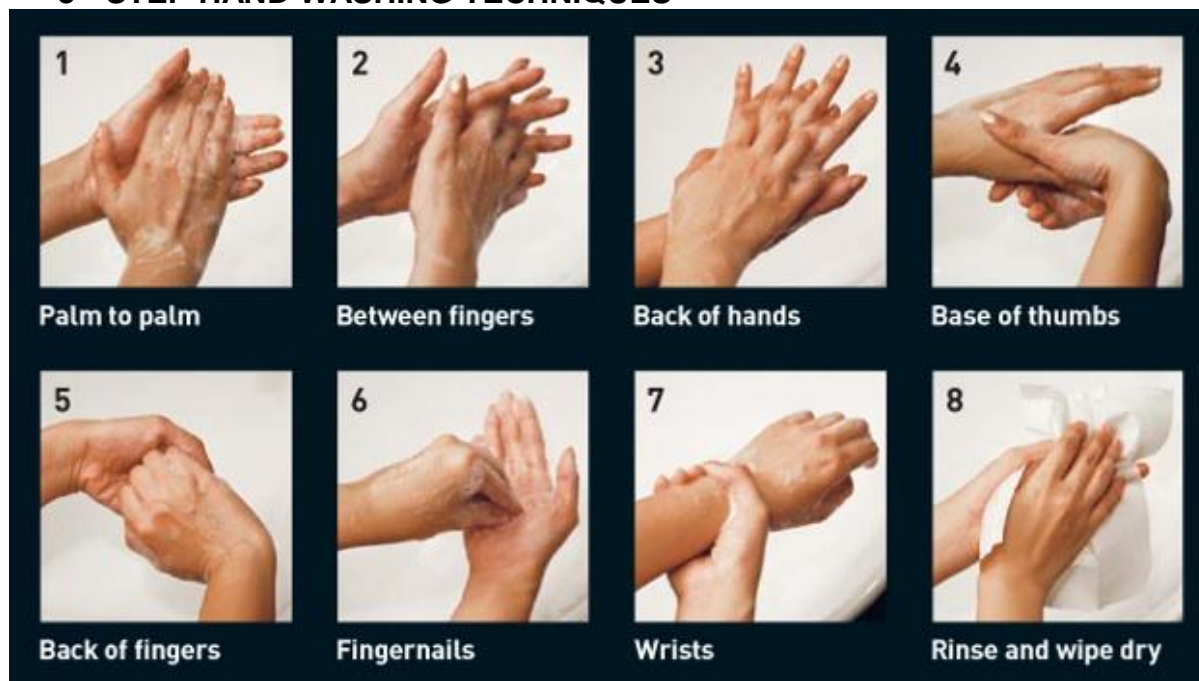 STEP HAND WASHING TECHNIQUES
1
2
3
4
Palm to palm
Between fingers
Back of hands
Base of thumbs
5
6
7
8
Back of fingers
Fingernails
Wrists
Rinse and wipe dry